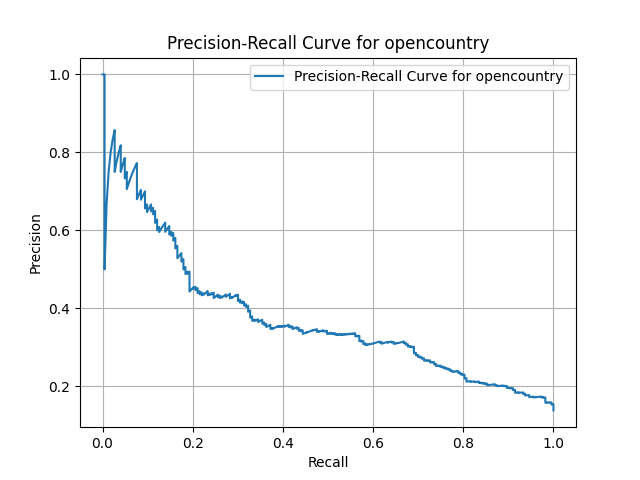 Precision-Recall Curve for opencountry
Precision-Recall Curve for opencountry
1.0
0.8
0.6
0.4
0.2
Precision
0.0 0.2 0.4 0.6 0.8 1.0
Recall